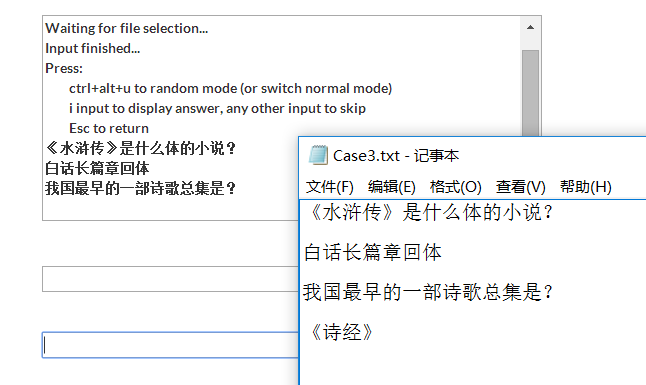 Waiting for file selection...
Input finished...
Press:
ctrl+alt+u to random mode (or switch normal mode)
i input to display answer, any other input to skip
Esc to return
《水浒传》是什么体的小说？
白话长篇章回体
我国最早的一部诗歌总集是？
Case3.txt - 记事本
文件(F) 编辑(E) 格式(O) 查看(V) 帮助(H)
《水浒传》是什么体的小说？
白话长篇章回体
我国最早的一部诗歌总集是？
《诗经》